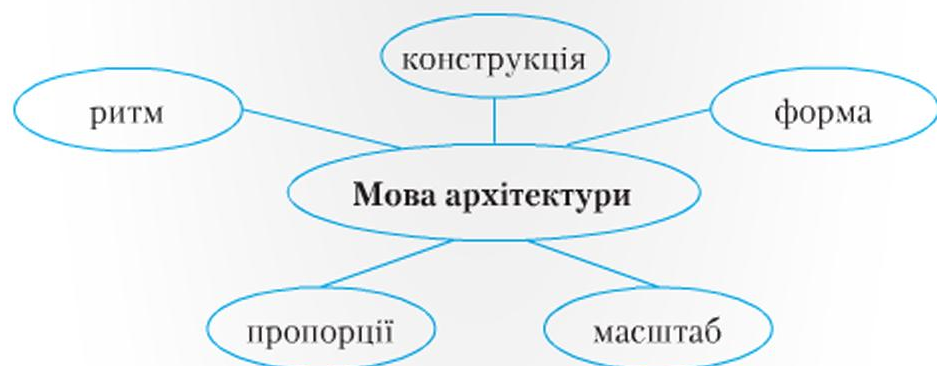 конструкція
ритм
форма
Мова архітектури
пропорції
масштаб